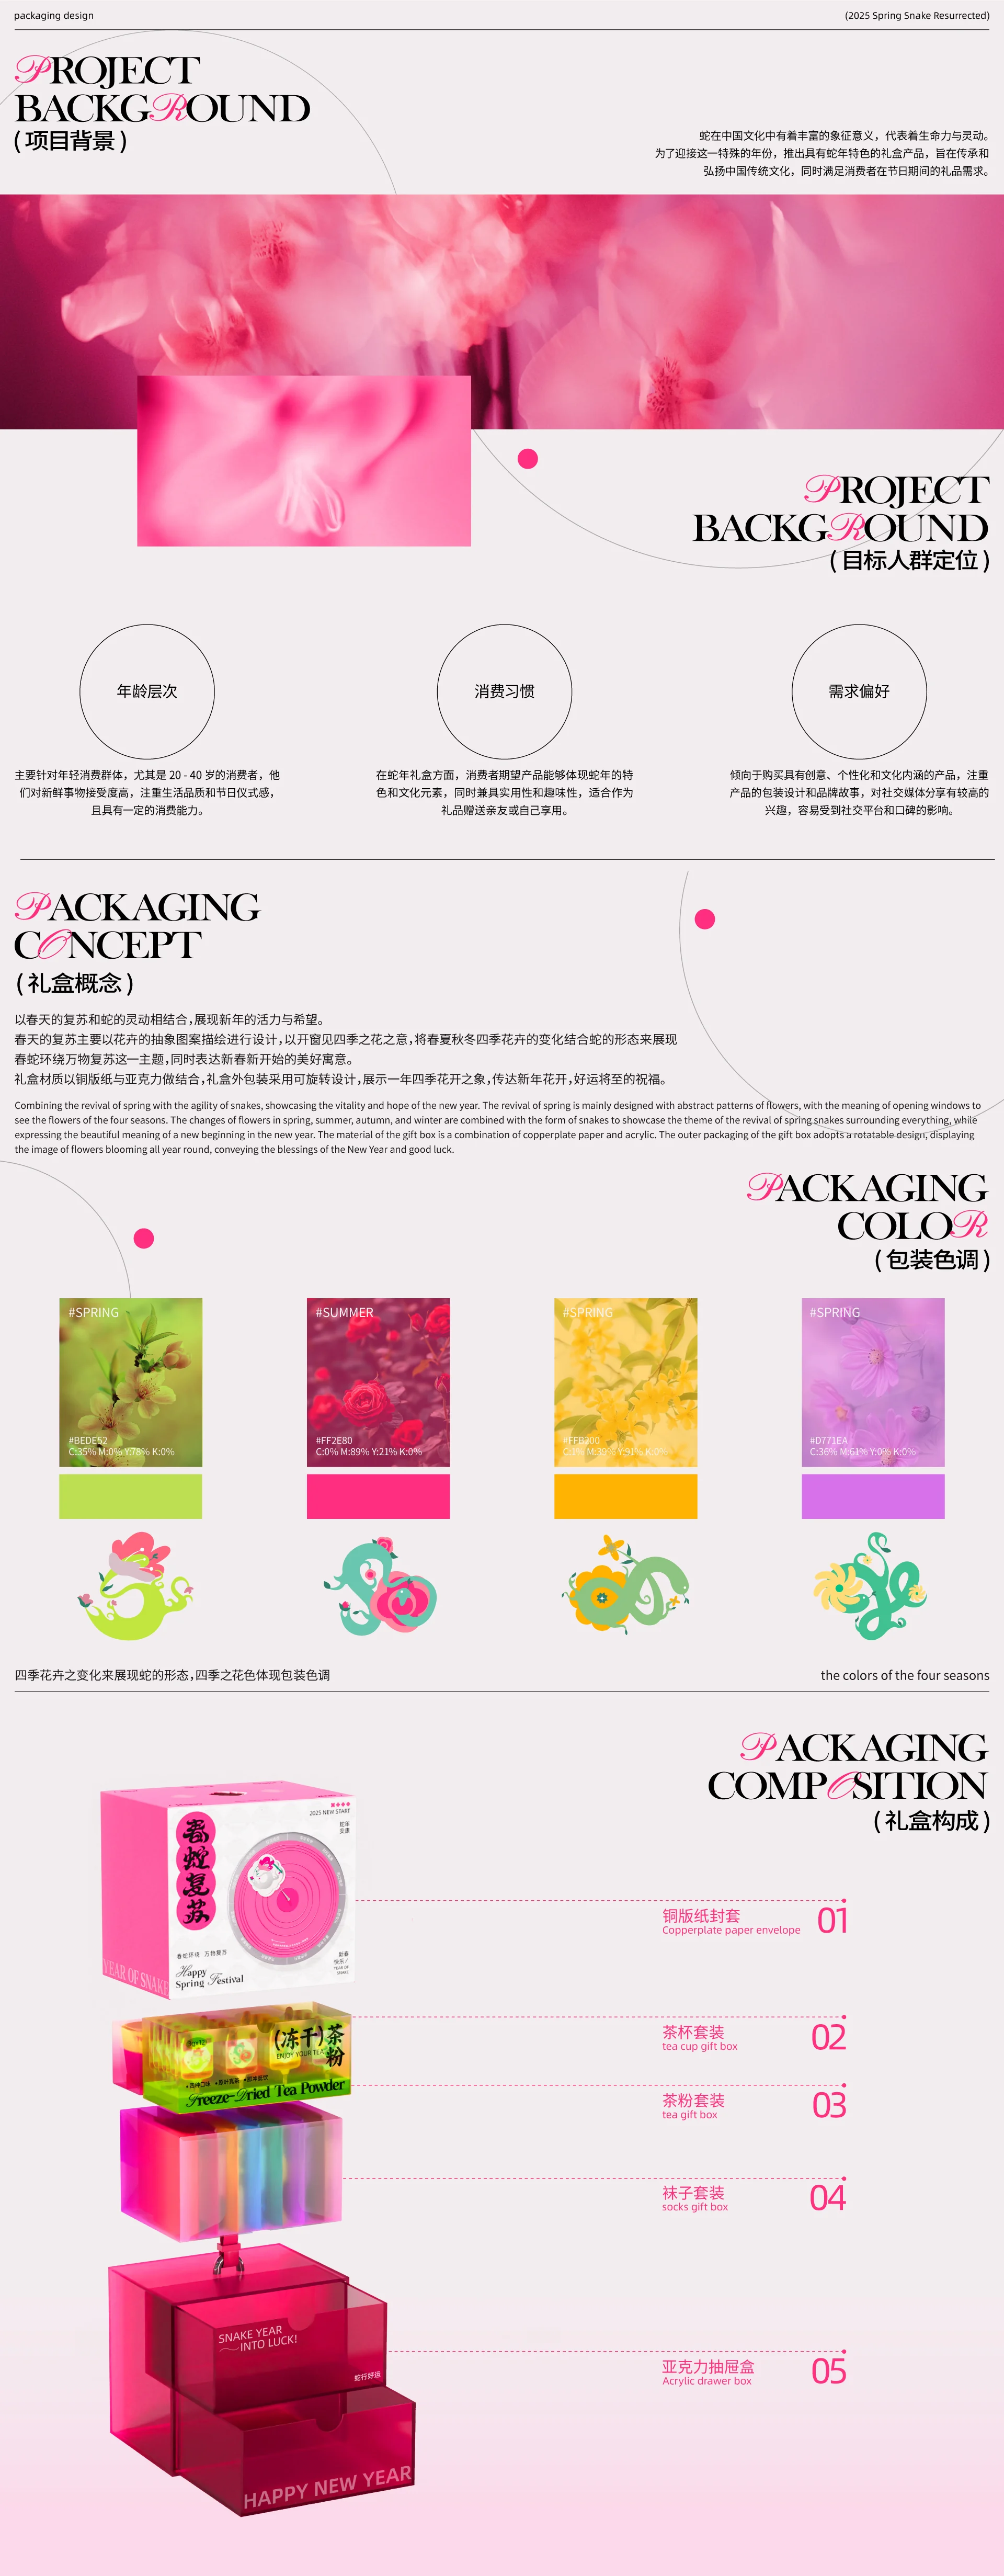 packaging design
(2025 Spring Snake Resurrected)
PROJECT
BACKGROUND
(项目背景)
蛇在中国文化中有着丰富的象征意义，代表着生命力与灵动。
为了迎接这一特殊的年份，推出具有蛇年特色的礼盒产品，旨在传承和
弘扬中国传统文化，同时满足消费者在节日期间的礼品需求。
PROJECT
BACKGROUND
(目标人群定位)
年龄层次
主要针对年轻消费群体，尤其是 20 - 40 岁的消费者，他
们对新鲜事物接受度高，注重生活品质和节日仪式感，
且具有一定的消费能力。
消费习惯
在蛇年礼盒方面，消费者期望产品能够体现蛇年的特
色和文化元素，同时兼具实用性和趣味性，适合作为
礼品赠送亲友或自己享用。
需求偏好
倾向于购买具有创意、个性化和文化内涵的产品，注重
产品的包装设计和品牌故事，对社交媒体分享有较高的
兴趣，容易受到社交平台和口碑的影响。
PACKAGING
CONCEPT
(礼盒概念)
以春天的复苏和蛇的灵动相结合,展现新年的活力与希望。
春天的复苏主要以花卉的抽象图案描绘进行设计,以开窗见四季之花之意,将春夏秋冬四季花卉的变化结合蛇的形态来展现
春蛇环绕万物复苏这一主题,同时表达新春新开始的美好寓意。
礼盒材质以铜版纸与亚克力做结合,礼盒外包装采用可旋转设计,展示一年四季花开之象,传达新年花开,好运将至的祝福。
Combining the revival of spring with the agility of snakes, showcasing the vitality and hope of the new year. The revival of spring is mainly designed with abstract patterns of flowers, with the meaning of opening windows to
see the flowers of the four seasons. The changes of flowers in spring, summer, autumn, and winter are combined with the form of snakes to showcase the theme of the revival of spring snakes surrounding everything, while
expressing the beautiful meaning of a new beginning in the new year. The material of the gift box is a combination of copperplate paper and acrylic. The outer packaging of the gift box adopts a rotatable design, displaying
the image of flowers blooming all year round, conveying the blessings of the New Year and good luck.
PACKAGING
COLOR
(包装色调)
#SPRING
#BEDE52
C:35% M:0% Y:78% K:0%
#SUMMER
#FF2E80
C:0% M:89% Y:21% K:0%
#SPRING
#FFB200
C:1% M:39% Y:91% K:0%
#SPRING
#D771EA
C:36% M:61% Y:0% K:0%
四季花卉之变化来展现蛇的形态,四季之花色体现包装色调
the colors of the four seasons
PACKAGING
COMPOSITION
(礼盒构成)
2025 NEW START
春蛇复苏
春蛇环绕 万物复苏
Happy
Spring Festival
新春
快乐/
YEAR OF
SNAKE
YEAR OF SNAKE
铜版纸封套
Copperplate paper envelope
01
(冻干)茶粉
ENJOY YOUR TEA
Freeze-Dried Tea Powder
茶杯套装
tea cup gift box
02
茶粉套装
tea gift box
03
袜子套装
socks gift box
04
SNAKE YEAR
INTO LUCK!
蛇行好运
HAPPY NEW YEAR
亚克力抽屉盒
Acrylic drawer box
05